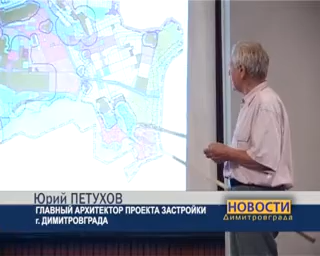 Юрий ПЕТУХОВ
ГЛАВНЫЙ АРХИТЕКТОР ПРОЕКТА ЗАСТРОЙКИ
г. ДИМИТРОВГРАДА
НОВОСТИ
Димитровграда